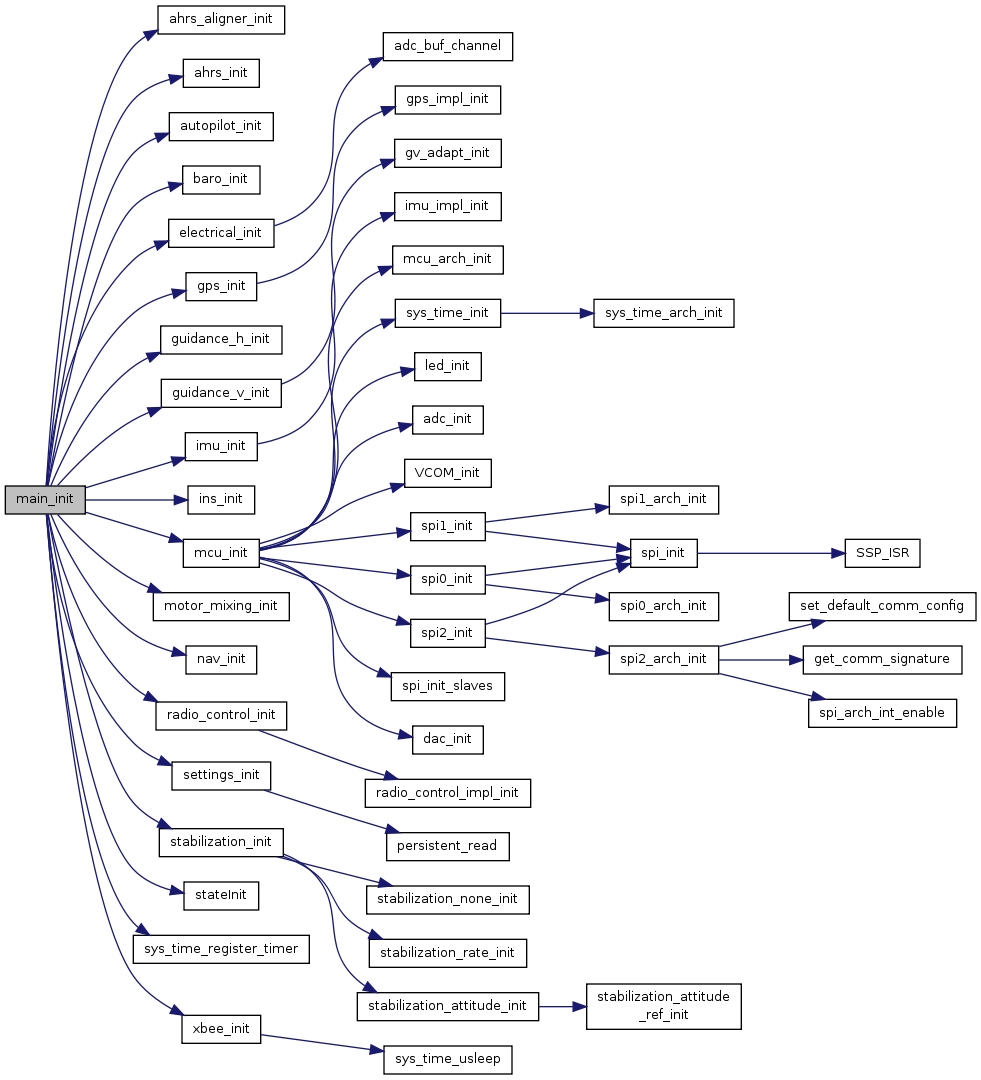 main_init
ahrs_aligner_init
ahrs_init
autopilot_init
baro_init
electrical_init
gps_init
guidance_h_init
guidance_v_init
imu_init
ins_init
mcu_init
motor_mixing_init
nav_init
radio_control_init
settings_init
stabilization_init
stateInit
sys_time_register_timer
xbee_init
adc_buf_channel
gps_impl_init
gv_adapt_init
imu_impl_init
mcu_arch_init
sys_time_init
led_init
adc_init
VCOM_init
spi1_init
spi0_init
spi2_init
spi_init_slaves
dac_init
radio_control_impl_init
persistent_read
stabilization_none_init
stabilization_rate_init
stabilization_attitude_init
sys_time_usleep
sys_time_arch_init
spi1_arch_init
spi_init
spi0_arch_init
spi2_arch_init
stabilization_attitude
_ref_init
SSP_ISR
set_default_comm_config
get_comm_signature
spi_arch_int_enable